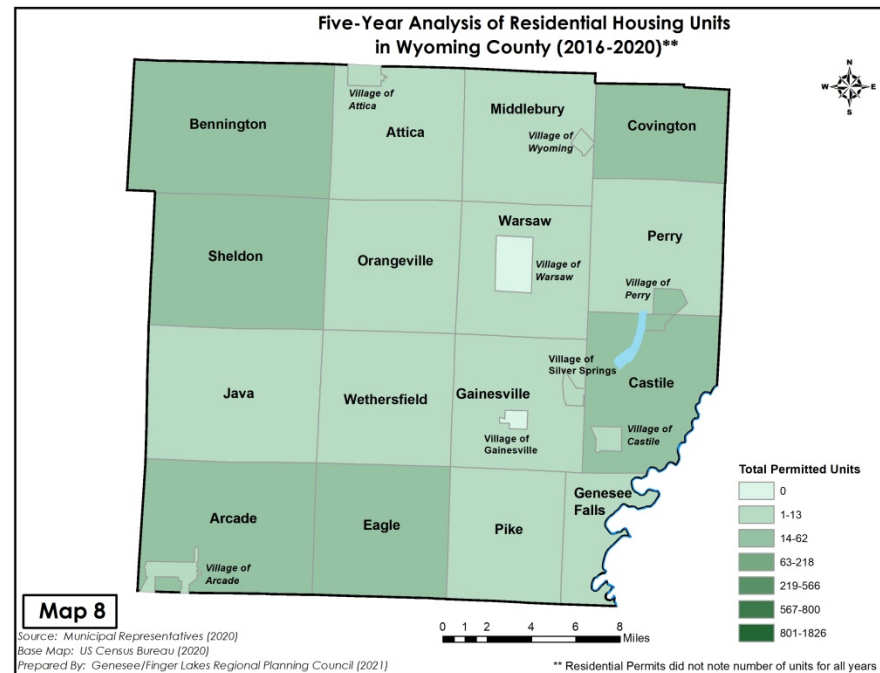 Five-Year Analysis of Residential Housing Units
in Wyoming County (2016-2020)**
N
W E
S
Village of
Attica
Bennington
Attica
Middlebury
Village of
Wyoming
Covington
Sheldon
Orangeville
Warsaw
Village of
Warsaw
Perry
Village of
Perry
Java
Wethersfield
Gainesville
Village of
Silver Springs
Castile
Village of
Gainesville
Village of
Castile
Arcade
Eagle
Pike
Genesee
Falls
Village of
Arcade
Total Permitted Units
0
1-13
14-62
63-218
219-566
567-800
801-1826
Map 8
0 1 2 4 6 8
Miles
Source: Municipal Representatives (2020)
Base Map: US Census Bureau (2020)
Prepared By: Genesee/Finger Lakes Regional Planning Council (2021)
** Residential Permits did not note number of units for all years